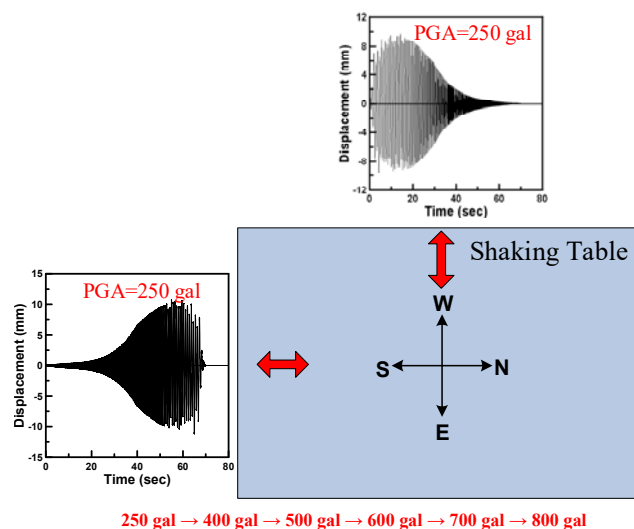 PGA=250 gal
Displacement (mm)
12
8
4
0
-4
-8
-12
0 20 40 60 80
Time (sec)
Shaking Table
PGA=250 gal
Displacement (mm)
15
10
5
0
-5
-10
-15
0 20 40 60 80
Time (sec)
W
S N
E
250 gal → 400 gal → 500 gal → 600 gal → 700 gal → 800 gal